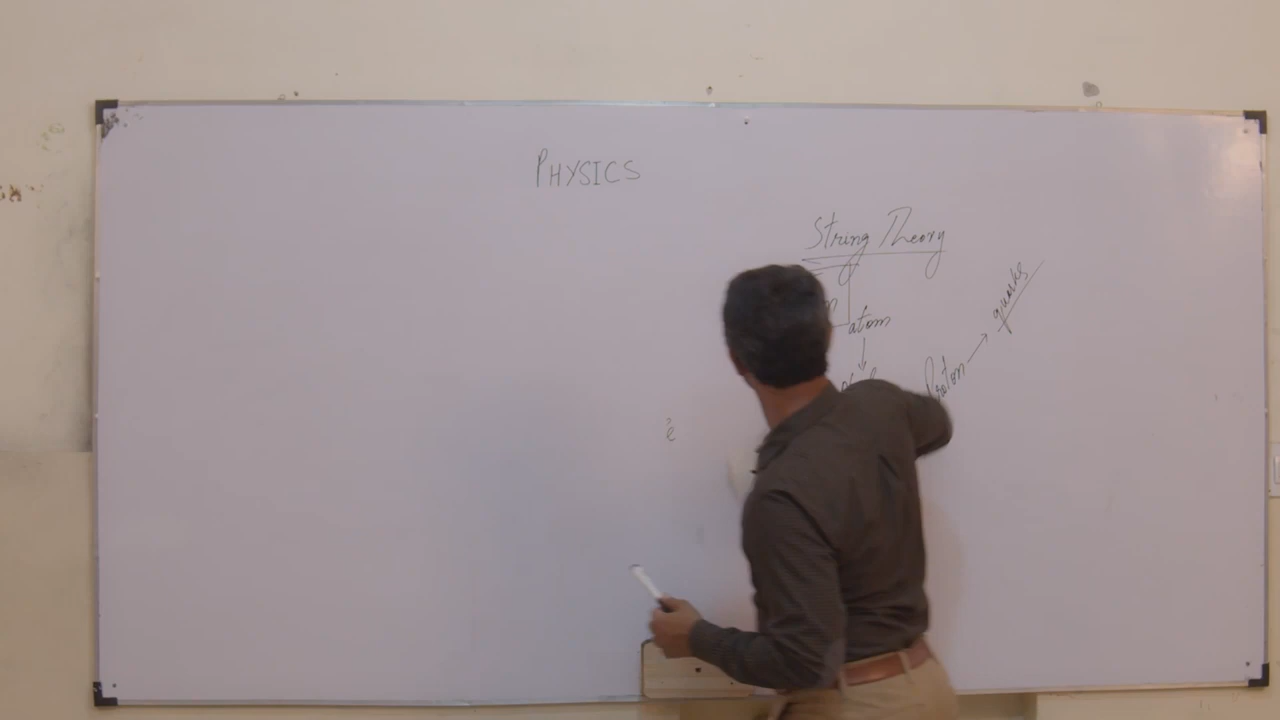 PHYSICS
String Theory
quarks
atom
Proton
e